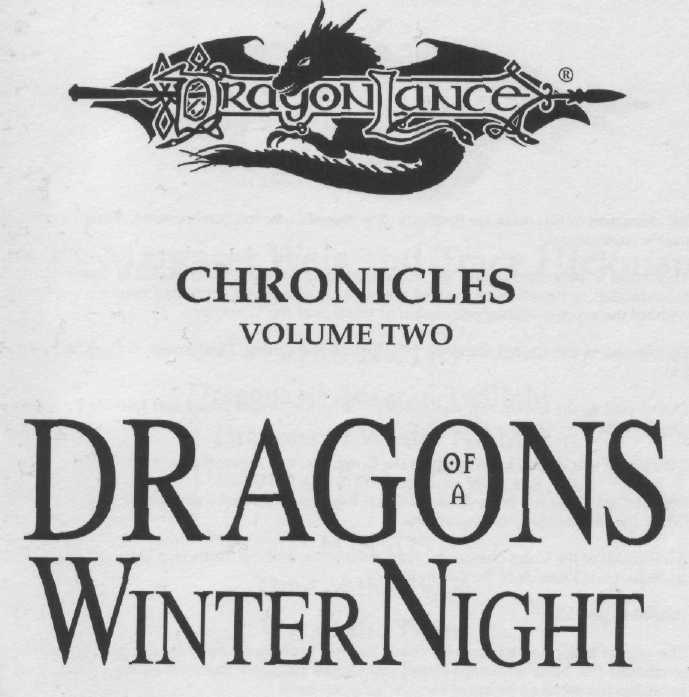 DRAGONLANCE ®
CHRONICLES
VOLUME TWO
DRAGONS
OF
A
WINTER NIGHT